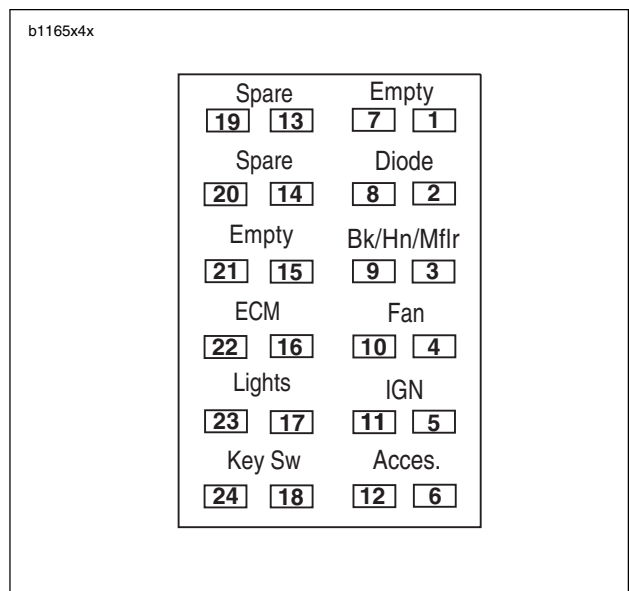 b1165x4x
Spare Empty
19 13 7 1
Spare Diode
20 14 8 2
Empty Bk/Hn/Mflr
21 15 9 3
ECM Fan
22 16 10 4
Lights IGN
23 17 11 5
Key Sw Acces.
24 18 12 6